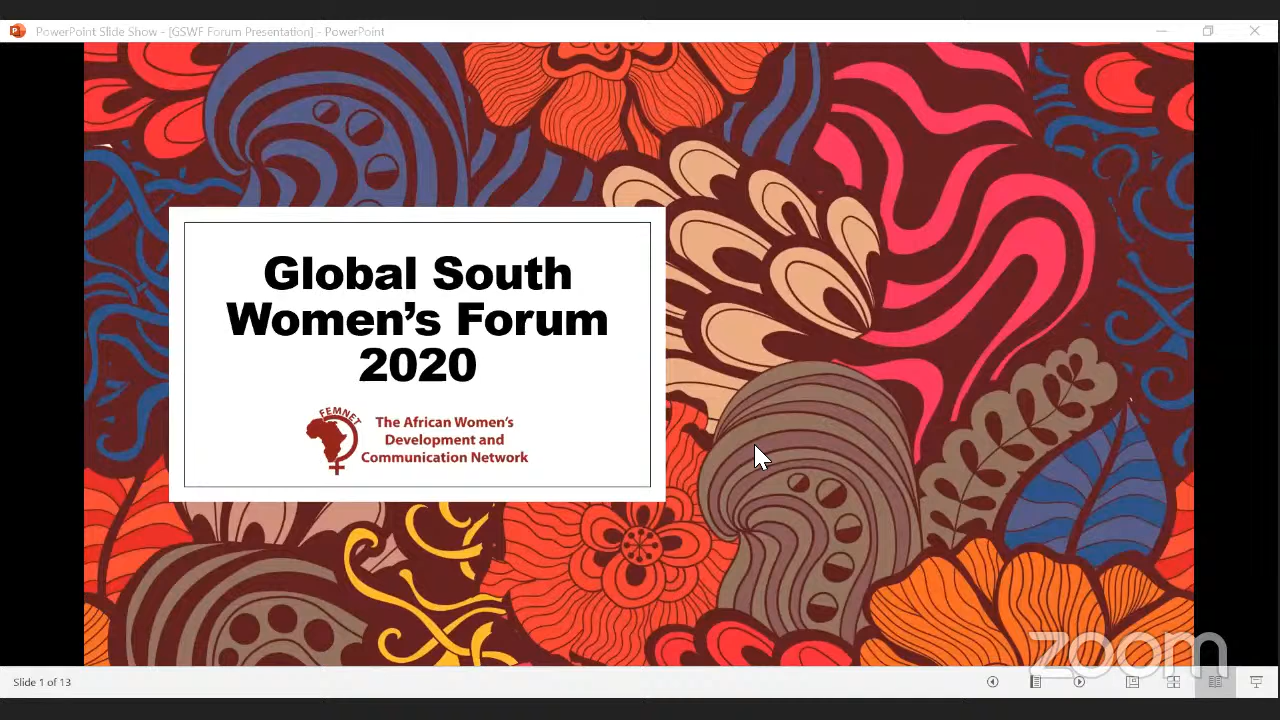 PowerPoint Slide Show - [GSWF Forum Presentation] - PowerPoint
Global South
Women’s Forum
2020
FEMNET
The African Women’s
Development and
Communication Network
zoom
Slide 1 of 13